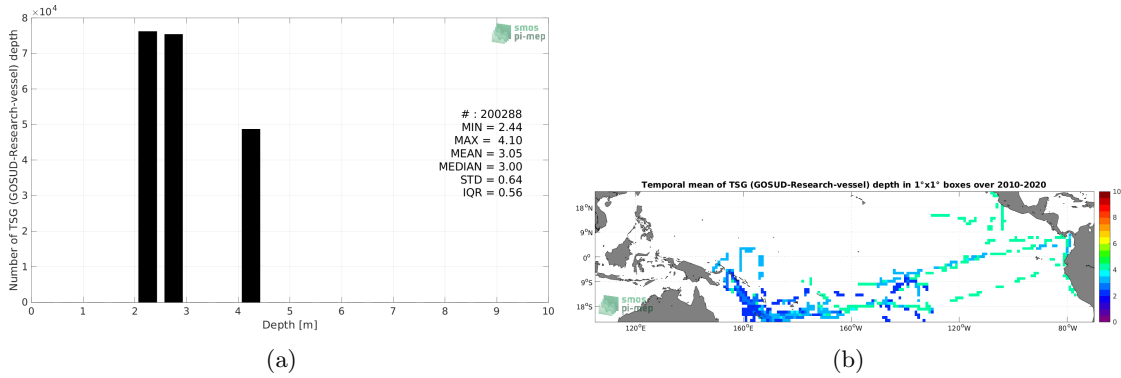 ×10⁴
8
7
6
5
4
3
2
1
0
Number of TSG (GOSUD-Research-vessel) depth
smos
pi-mep
# : 200288
MIN = 2.44
MAX = 4.10
MEAN = 3.05
MEDIAN = 3.00
STD = 0.64
IQR = 0.56
0 1 2 3 4 5 6 7 8 9 10
Depth [m]
(a)
Temporal mean of TSG (GOSUD-Research-vessel) depth in 1°x1° boxes over 2010-2020
18°N
9°N
0°
9°S
18°S
smos
pi-mep
120°E 160°E 160°W 120°W 80°W
10
8
6
4
2
0
(b)